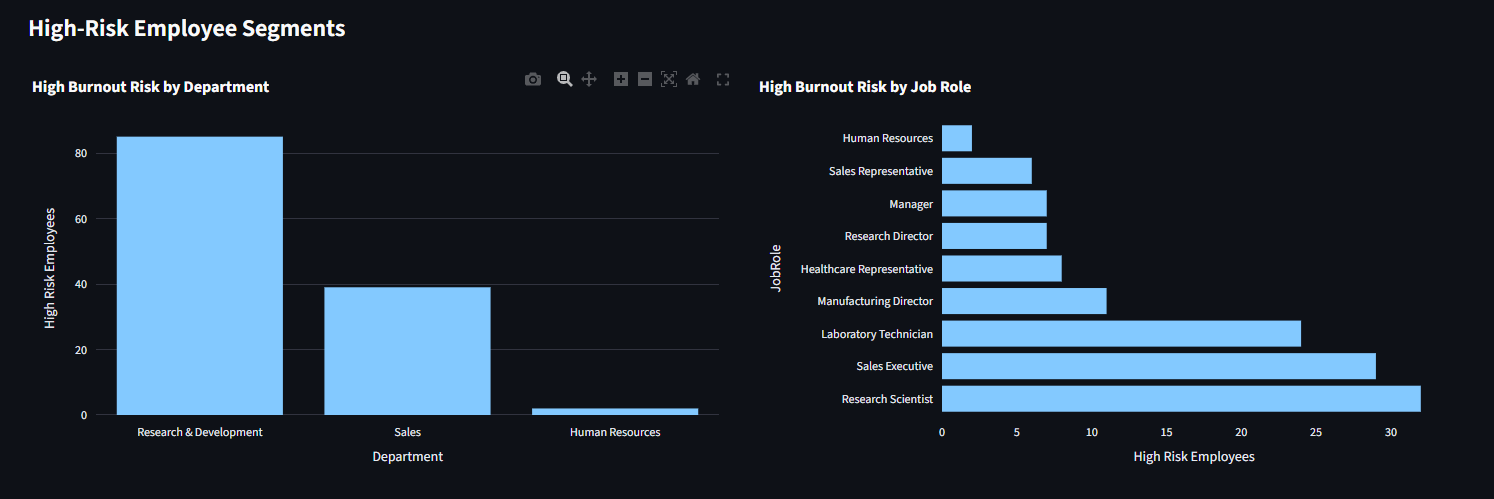 High-Risk Employee Segments
High Burnout Risk by Department
80
60
40
20
0
High Risk Employees
Research & Development
Sales
Human Resources
Department
High Burnout Risk by Job Role
JobRole
Human Resources
Sales Representative
Manager
Research Director
Healthcare Representative
Manufacturing Director
Laboratory Technician
Sales Executive
Research Scientist
0 5 10 15 20 25 30
High Risk Employees